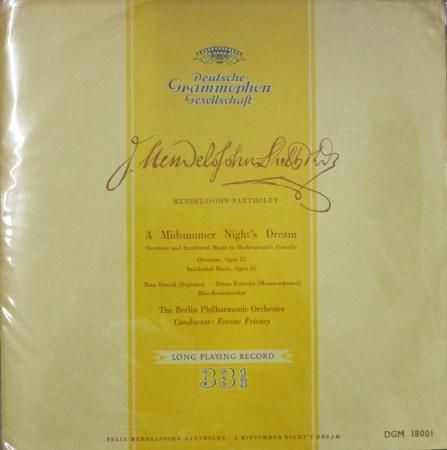 Deutsche
Grammophon
Gesellschaft
F. Mendelssohn Bartholdy
MENDELSSOHN-BARTHOLDY
A Midsummer Night's Dream
Overture and Incidental Music to Shakespeare's Comedy
Overture, Opus 21
Incidental Music, Opus 61
Rita Streich (Soprano) · Diana Eustrati (Mezzo-soprano)
Rias-Kammerchor
The Berlin Philharmonic Orchestra
Conductor: Ferenc Fricsay
LONG PLAYING RECORD
33⅓
DGM 18001
FELIX MENDELSSOHN-BARTHOLDY · A MIDSUMMER NIGHT'S DREAM